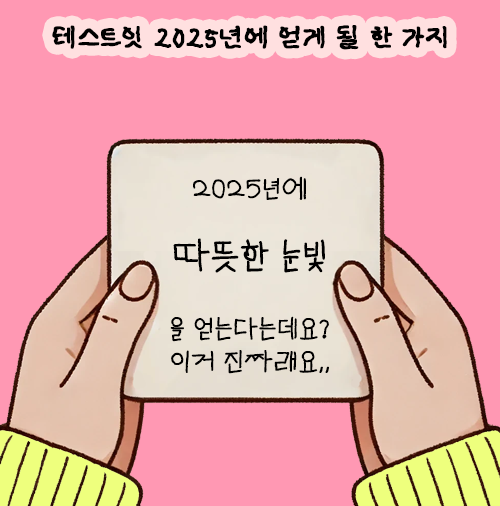 테스트잇 2025년에 얻게 될 한 가지
2025년에
따뜻한 눈빛
을 얻는다는데요?
이거 진짜래요,,